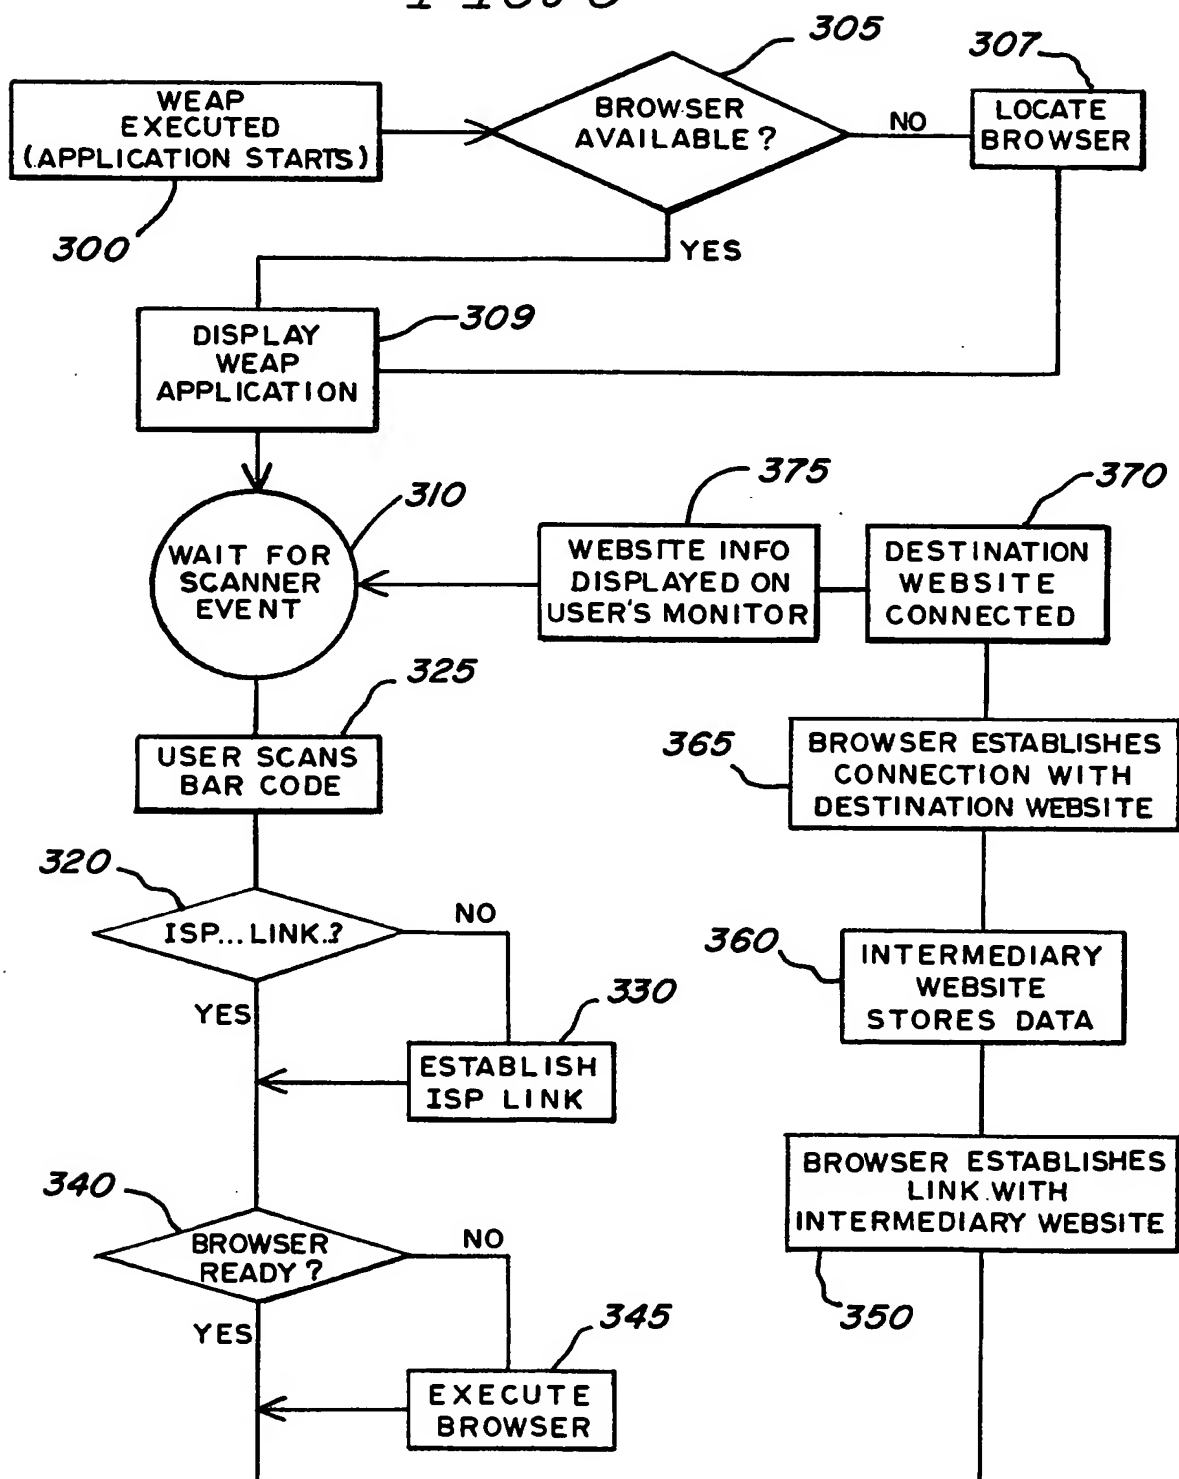 305
307
WEAP
EXECUTED
(APPLICATION STARTS)
BROWSER
AVAILABLE?
NO
LOCATE
BROWSER
300
YES
309
DISPLAY
WEAP
APPLICATION
375
370
310
WAIT FOR
SCANNER
EVENT
WEBSITE INFO
DISPLAYED ON
USER'S MONITOR
DESTINATION
WEBSITE
CONNECTED
325
USER SCANS
BAR CODE
365
BROWSER ESTABLISHES
CONNECTION WITH
DESTINATION WEBSITE
320
ISP...LINK..?
NO
YES
360
INTERMEDIARY
WEBSITE
STORES DATA
330
ESTABLISH
ISP LINK
340
BROWSER
READY?
NO
YES
BROWSER ESTABLISHES
LINK WITH
INTERMEDIARY WEBSITE
350
345
EXECUTE
BROWSER